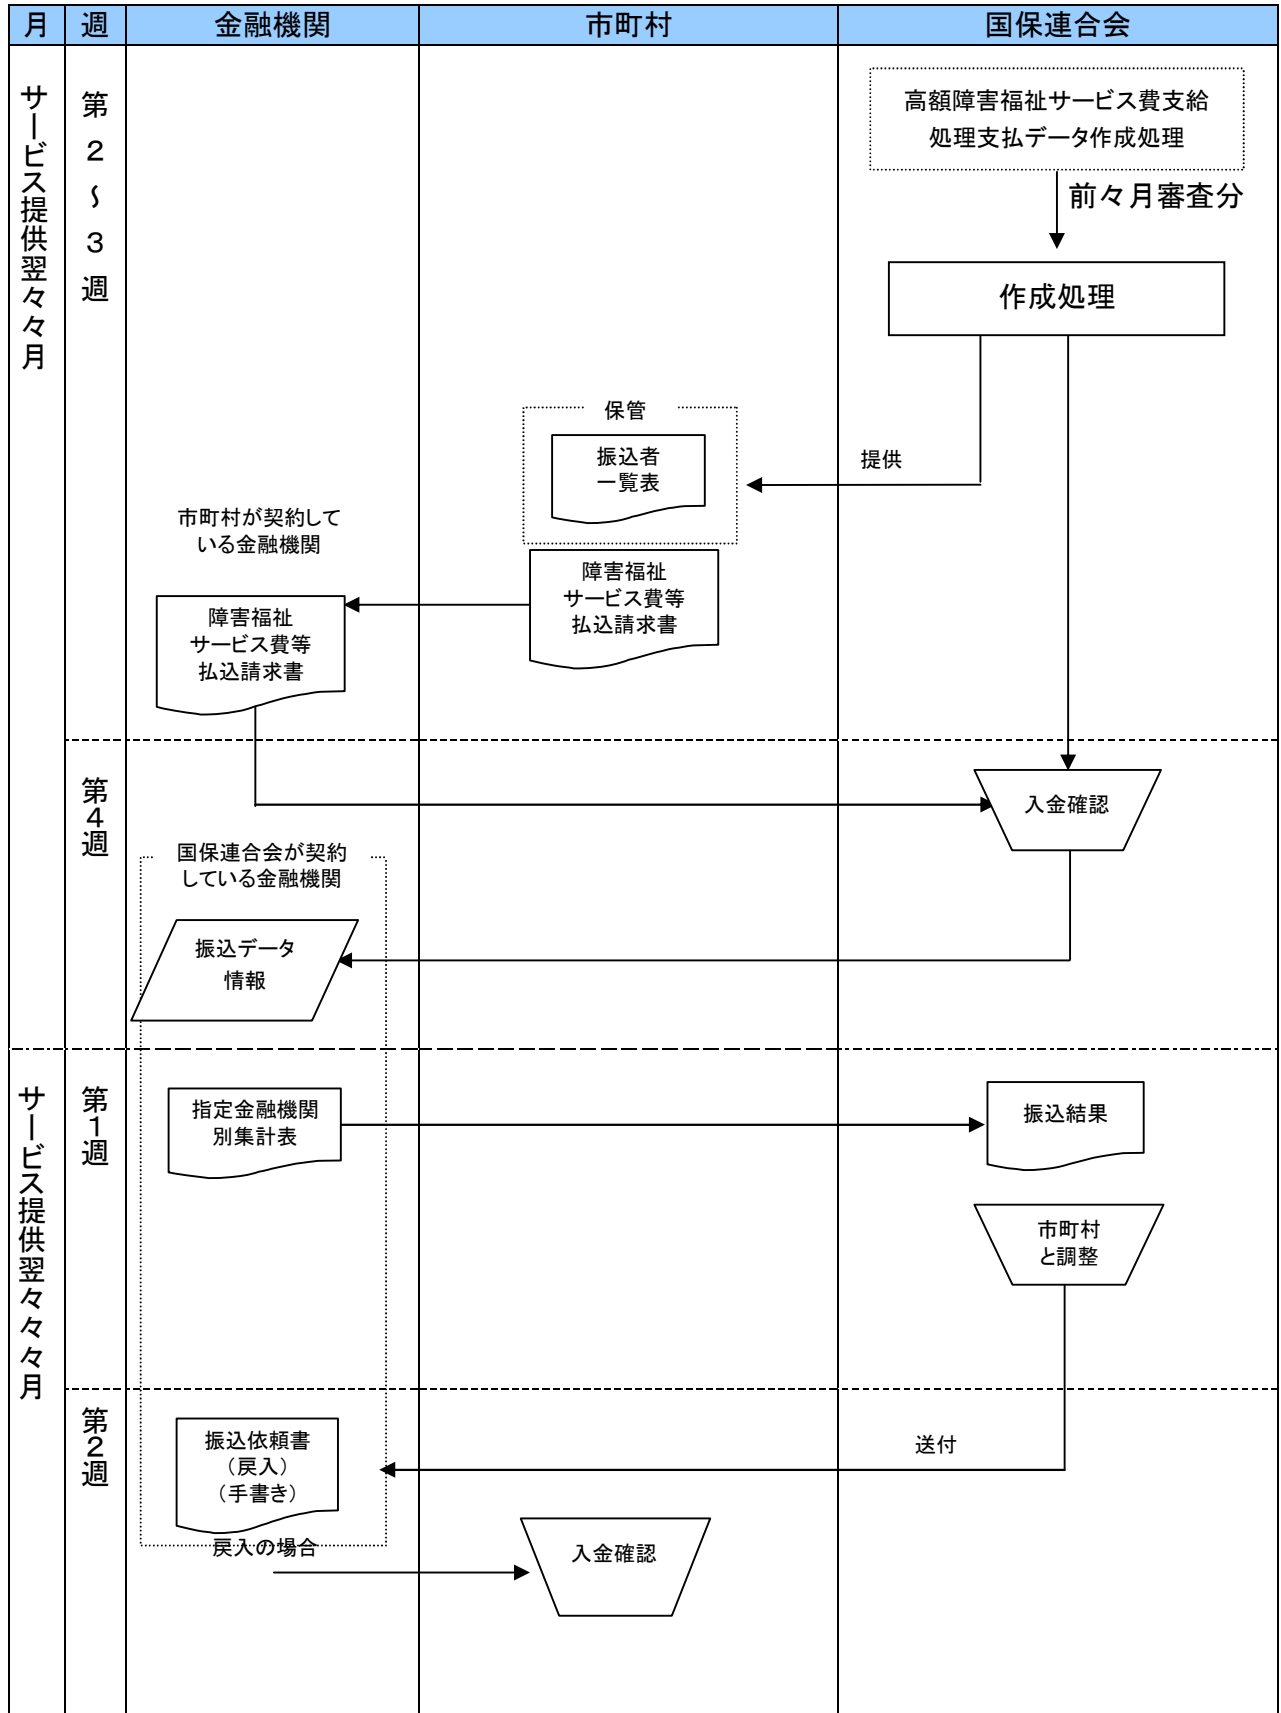 月 週 金融機関 市町村 国保連合会
サービス提供翌々月
第2～3週
高額障害福祉サービス費支給
処理支払データ作成処理
前々月審査分
作成処理
保管
振込者
一覧表
提供
市町村が契約して
いる金融機関
障害福祉
サービス費等
払込請求書
障害福祉
サービス費等
払込請求書
第4週
入金確認
国保連合会が契約
している金融機関
振込データ
情報
サービス提供翌々々月
第1週
指定金融機関
別集計表
振込結果
市町村
と調整
第2週
振込依頼書
（戻入）
（手書き）
送付
戻入の場合
入金確認